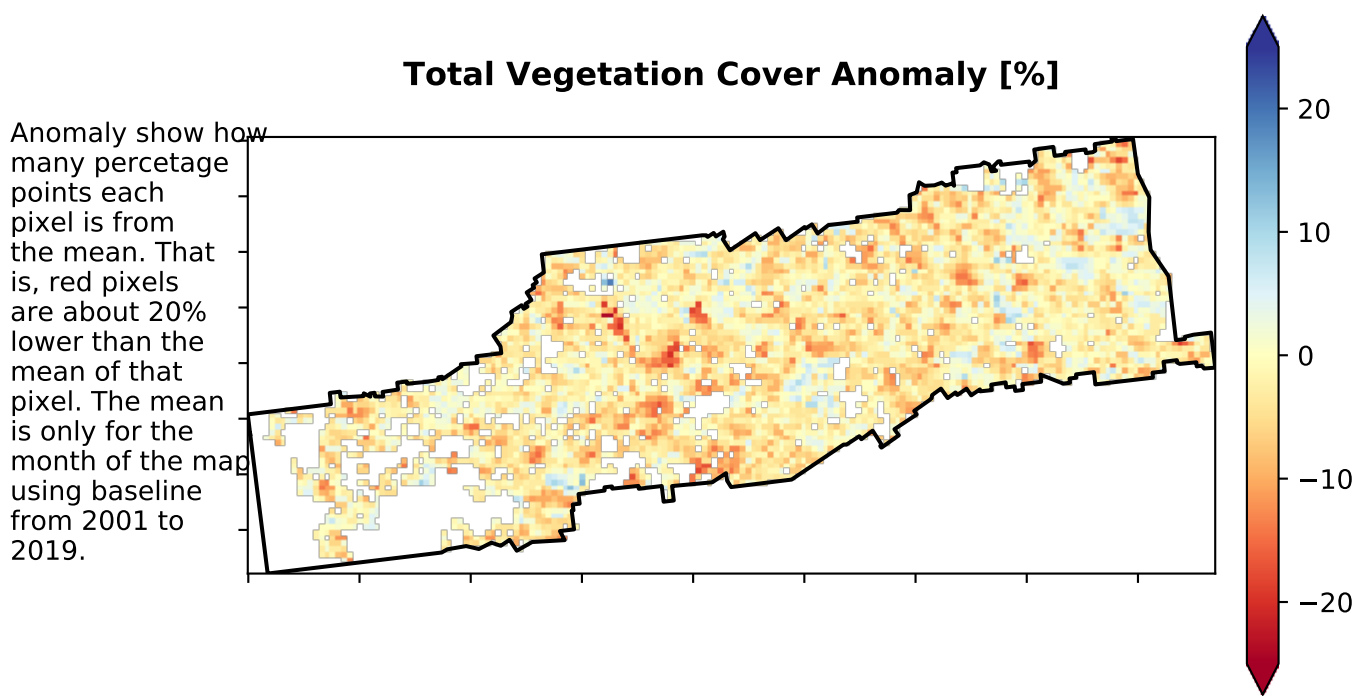 Total Vegetation Cover Anomaly [%]
Anomaly show how
many percetage
points each
pixel is from
the mean. That
is, red pixels
are about 20%
lower than the
mean of that
pixel. The mean
is only for the
month of the map
using baseline
from 2001 to
2019.
20
10
0
−10
−20